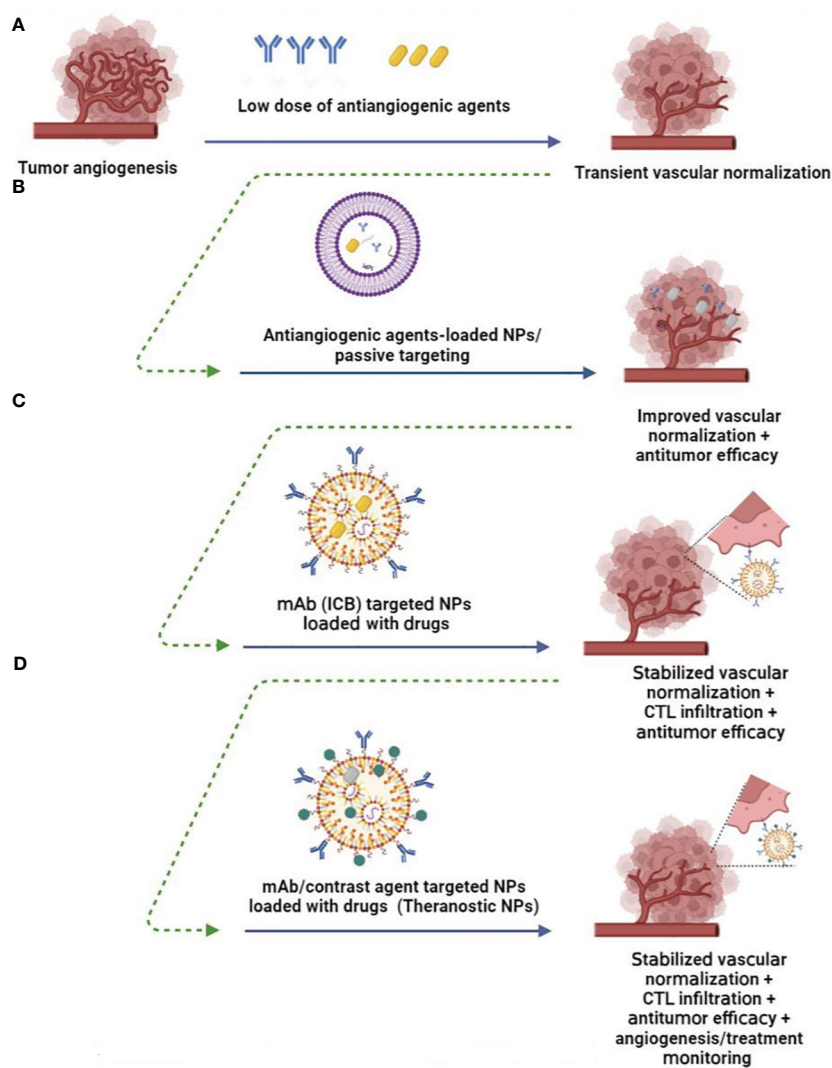 A
Low dose of antiangiogenic agents
Tumor angiogenesis
Transient vascular normalization
B
Antiangiogenic agents-loaded NPs/
passive targeting
C
Improved vascular
normalization +
antitumor efficacy
mAb (ICB) targeted NPs
loaded with drugs
D
Stabilized vascular
normalization +
CTL infiltration +
antitumor efficacy
mAb/contrast agent targeted NPs
loaded with drugs (Theranostic NPs)
Stabilized vascular
normalization +
CTL infiltration +
antitumor efficacy +
angiogenesis/treatment
monitoring